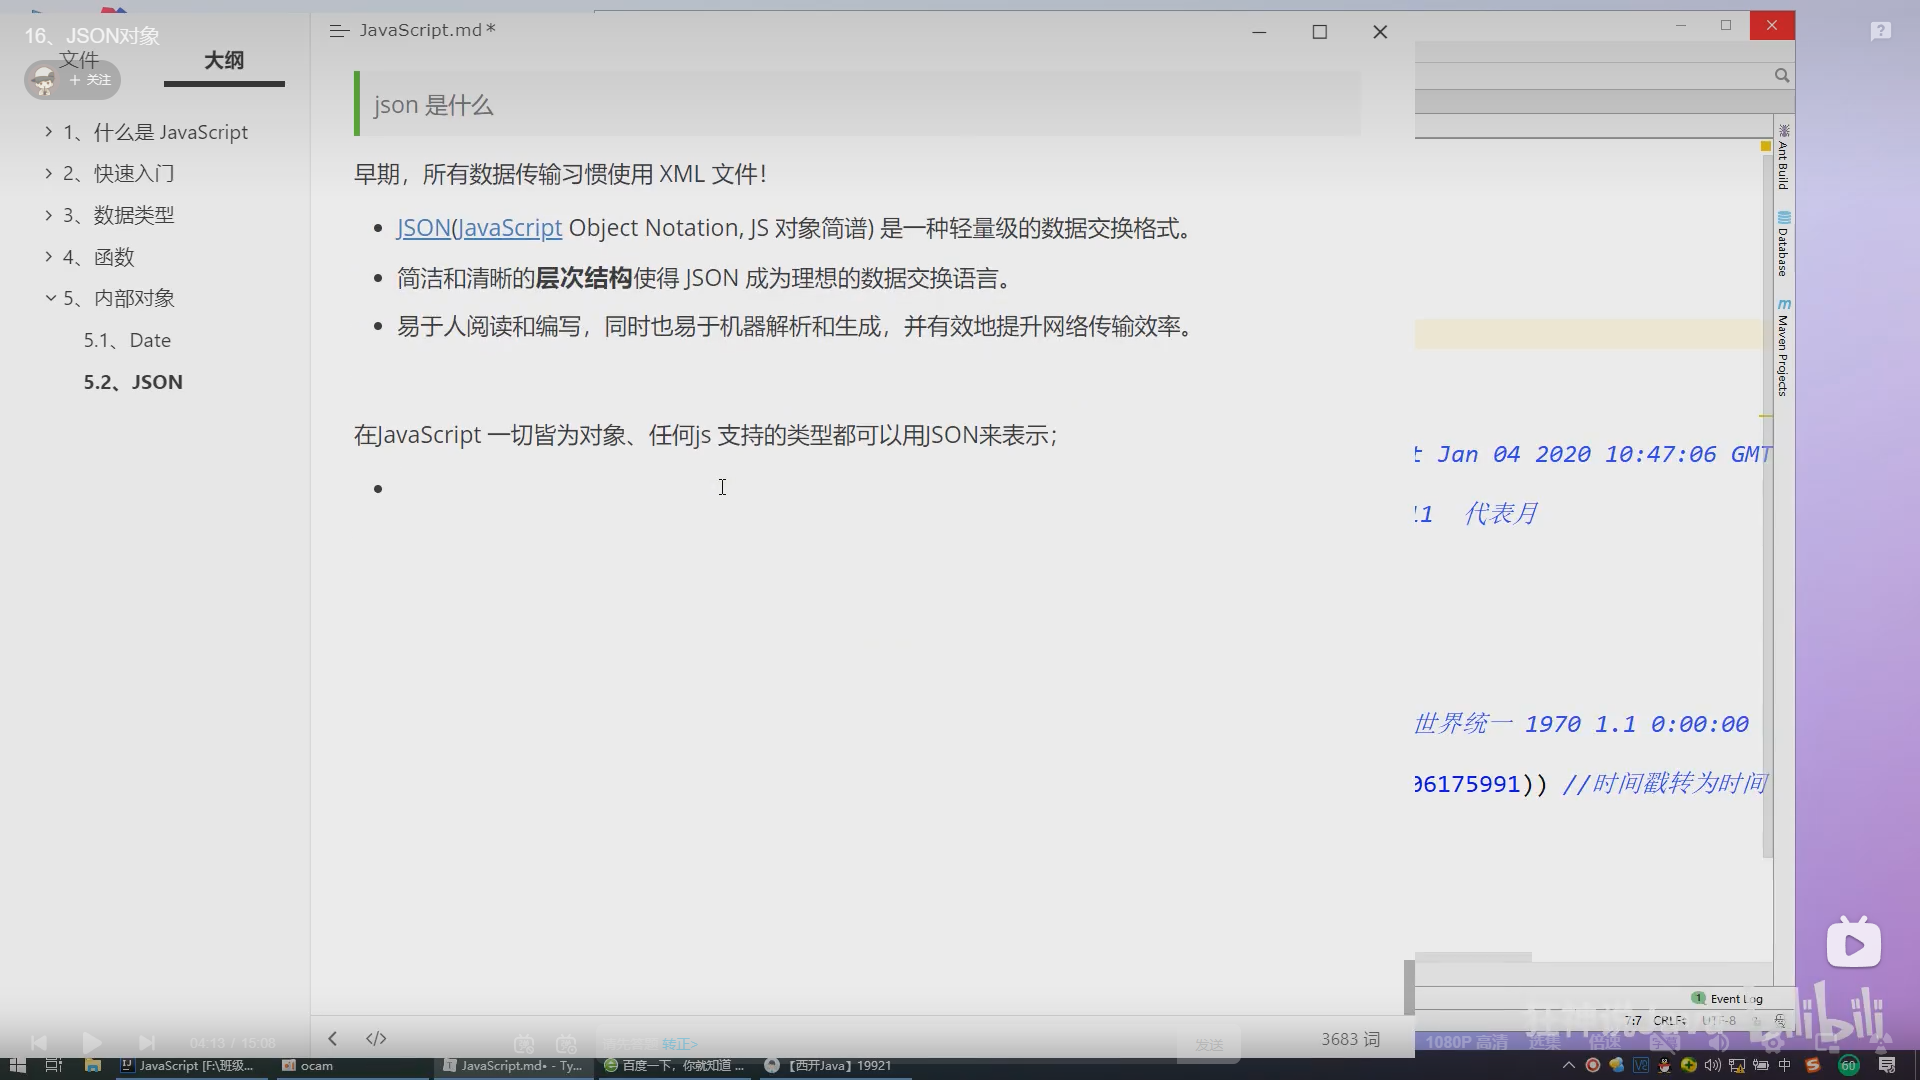 16、JSON对象
文件
大纲
+ 关注
1、什么是 JavaScript
2、快速入门
3、数据类型
4、函数
5、内部对象
5.1、Date
5.2、JSON
JavaScript.md*
json 是什么
早期，所有数据传输习惯使用 XML 文件！
JSON(JavaScript Object Notation, JS 对象简谱) 是一种轻量级的数据交换格式。
简洁和清晰的层次结构使得 JSON 成为理想的数据交换语言。
易于人阅读和编写，同时也易于机器解析和生成，并有效地提升网络传输效率。
在JavaScript 一切皆为对象、任何js 支持的类型都可以用JSON来表示；
3683 词
Ant Build
Database
m Maven Projects
t Jan 04 2020 10:47:06 GMT
11 代表月
世界统一 1970 1.1 0:00:00
06175991)) //时间戳转为时间
1 Event Log
7:7 CRLF÷ UTF-8
狂神说Java
bilibili
04:13 / 15:08
转正>
发送
1080P 高清 选集 倍速
JavaScript [F:\班级...
ocam
JavaScript.md• - Ty...
百度一下，你就知道 ...
【西开Java】19921
中
60